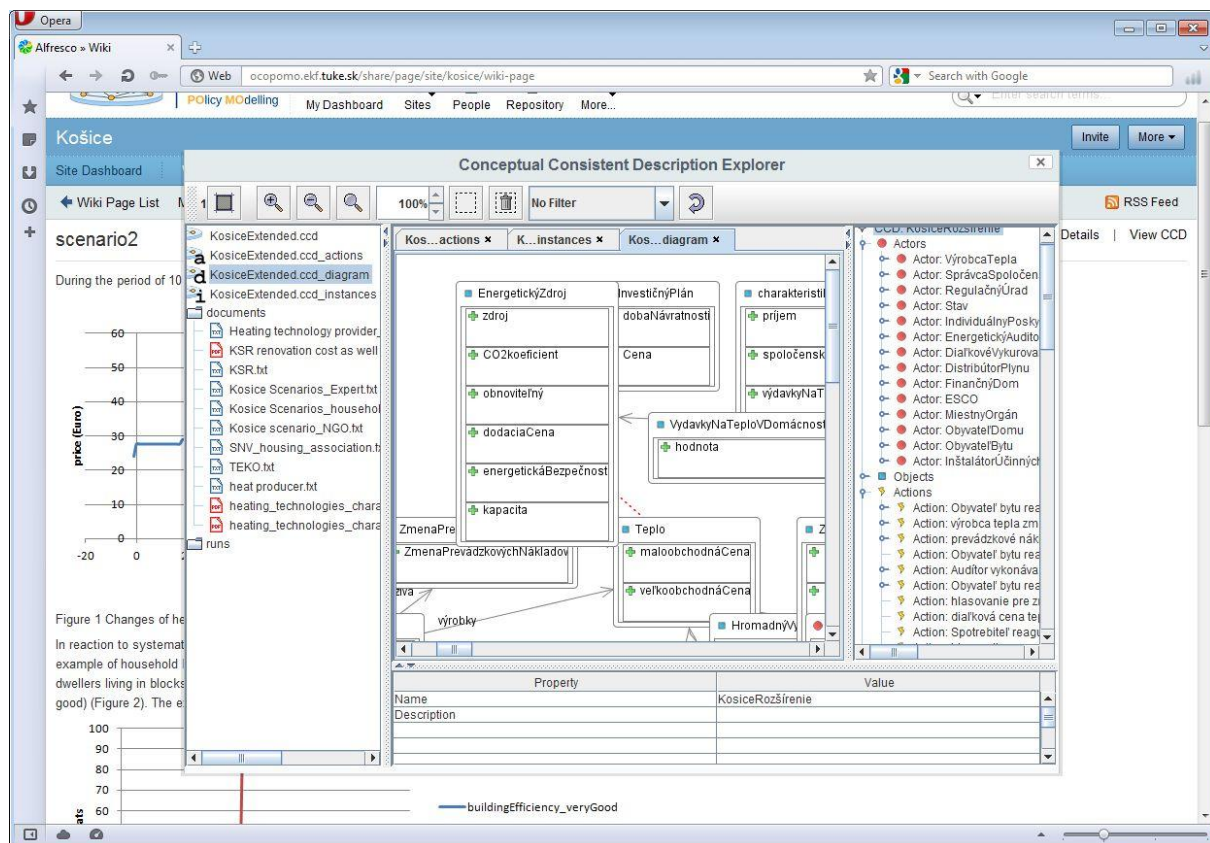 Opera
Alfresco » Wiki
Web ocopomo.ekf.tuke.sk/share/page/site/kosice/wiki-page
Search with Google
POlicy MOdelling
My Dashboard Sites People Repository More...
Enter search terms...
Košice
Invite More
Site Dashboard
Conceptual Consistent Description Explorer
Wiki Page List
100%
No Filter
RSS Feed
scenario2
Details | View CCD
During the period of 10
KosiceExtended.ccd
KosiceExtended.ccd_actions
KosiceExtended.ccd_diagram
KosiceExtended.ccd_instances
documents
Heating technology provider_
KSR renovation cost as well
KSR.txt
Kosice Scenarios_Expert.txt
Kosice Scenarios_househol
Kosice scenario_NGO.txt
SNV_housing_association.t
TEKO.txt
heat producer.txt
heating_technologies_chara
heating_technologies_chara
runs
Kos...actions
K...instances
Kos...diagram
EnergetickýZdroj
zdroj
CO2koeficient
obnoviteľný
dodaciaCena
energetickáBezpečnost
kapacita
InvestičnýPlán
dobaNávratnosti
Cena
charakteristi
príjem
spoločensk
výdavkyNaT
VydavkyNaTeploVDomácnost
hodnota
ZmenaPre
ZmenaPrevádzkovýchNákladov
Teplo
maloobchodnáCena
veľkoobchodnáCena
Z
výrobky
HromadnýVý
CCD: KosiceRozšírenie
Actors
Actor: VýrobcaTepla
Actor: SprávcaSpoločen
Actor: RegulačnýÚrad
Actor: Stav
Actor: IndividuálnyPosky
Actor: EnergetickýAudíto
Actor: DiaľkovéVykurova
Actor: DistribútorPlynu
Actor: FinančnýDom
Actor: ESCO
Actor: MiestnyOrgán
Actor: ObyvateľDomu
Actor: ObyvateľBytu
Actor: InštalátorÚčinných
Objects
Actions
Action: Obyvateľ bytu rea
Action: výrobca tepla zm
Action: prevádzkové nák
Action: Obyvateľ bytu rea
Action: Audítor vykonáva
Action: Obyvateľ bytu rea
Action: hlasovanie pre z
Action: diaľková cena te
Action: Spotrebiteľ reagu
Property Value
Name KosiceRozšírenie
Description
price (Euro)
60
50
40
30
20
10
0
-20 0
Figure 1 Changes of he
In reaction to systemat
example of household
dwellers living in blocks
good) (Figure 2). The e
100
90
80
70
60
buildingEfficiency_veryGood